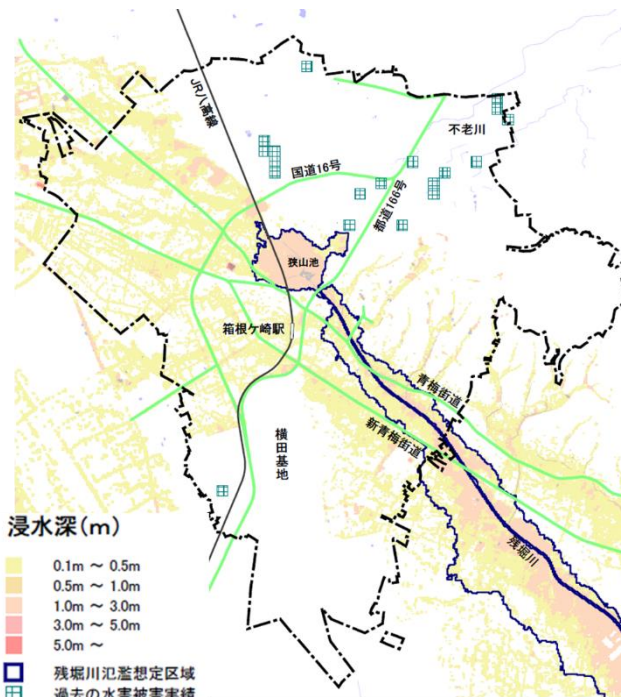 JR八高線
不老川
国道16号
都道166号
狭山池
箱根ケ崎駅
青梅街道
新青梅街道
横田基地
残堀川
浸水深(m)
0.1m ～ 0.5m
0.5m ～ 1.0m
1.0m ～ 3.0m
3.0m ～ 5.0m
5.0m ～
残堀川氾濫想定区域
過去の水害被害実績